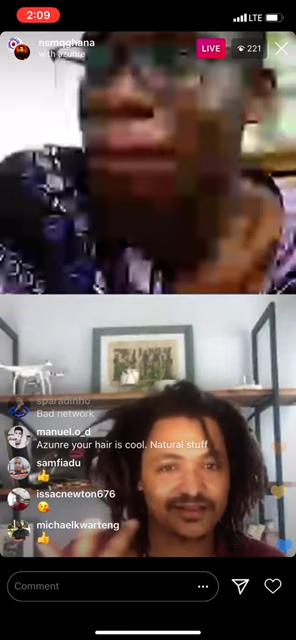 2:09
LTE
nsmqghana
with azunre
LIVE
221
sparadinho
Bad network
manuel.o_d
Azunre your hair is cool. Natural stuff
samfiadu
issacnewton676
michaelkwarteng
Comment